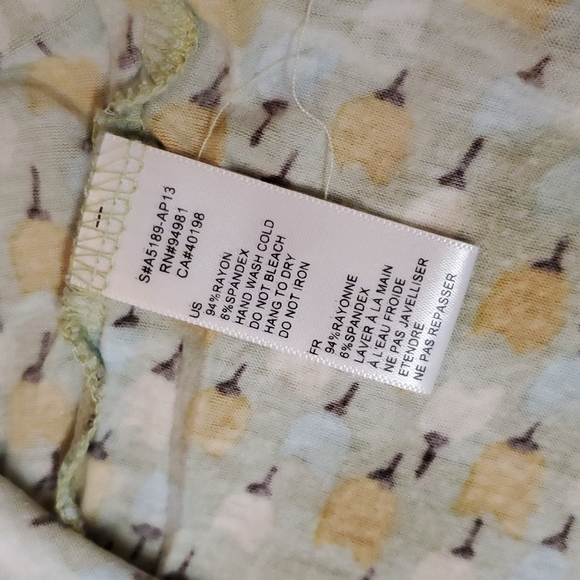 S#A5189-AP13
RN#94981
CA#40198
US
94%RAYON
6%SPANDEX
HAND WASH COLD
DO NOT BLEACH
HANG TO DRY
DO NOT IRON
FR
94%RAYONNE
6%SPANDEX
LAVER À LA MAIN
À L'EAU FROIDE
NE PAS JAVELLISER
ETENDRE
NE PAS REPASSER